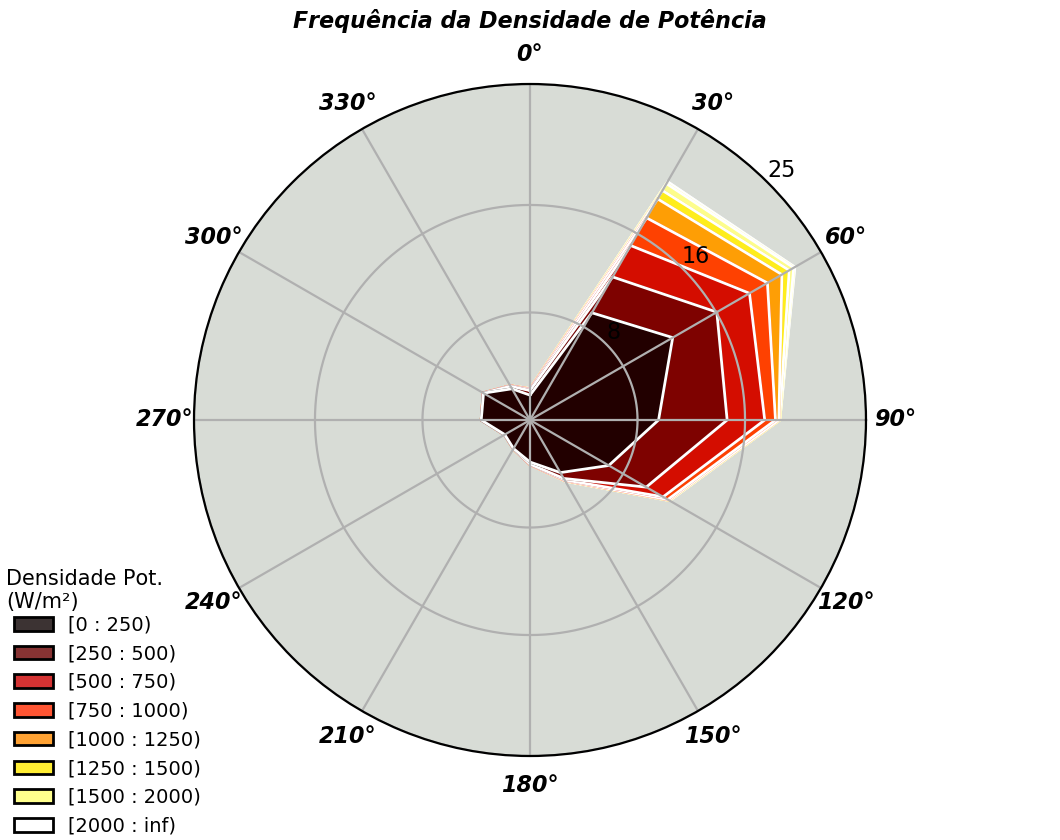 Frequência da Densidade de Potência
0°
330°
30°
25
300°
60°
16
8
270°
90°
240°
120°
210°
150°
180°
Densidade Pot.
(W/m²)
[0 : 250)
[250 : 500)
[500 : 750)
[750 : 1000)
[1000 : 1250)
[1250 : 1500)
[1500 : 2000)
[2000 : inf)